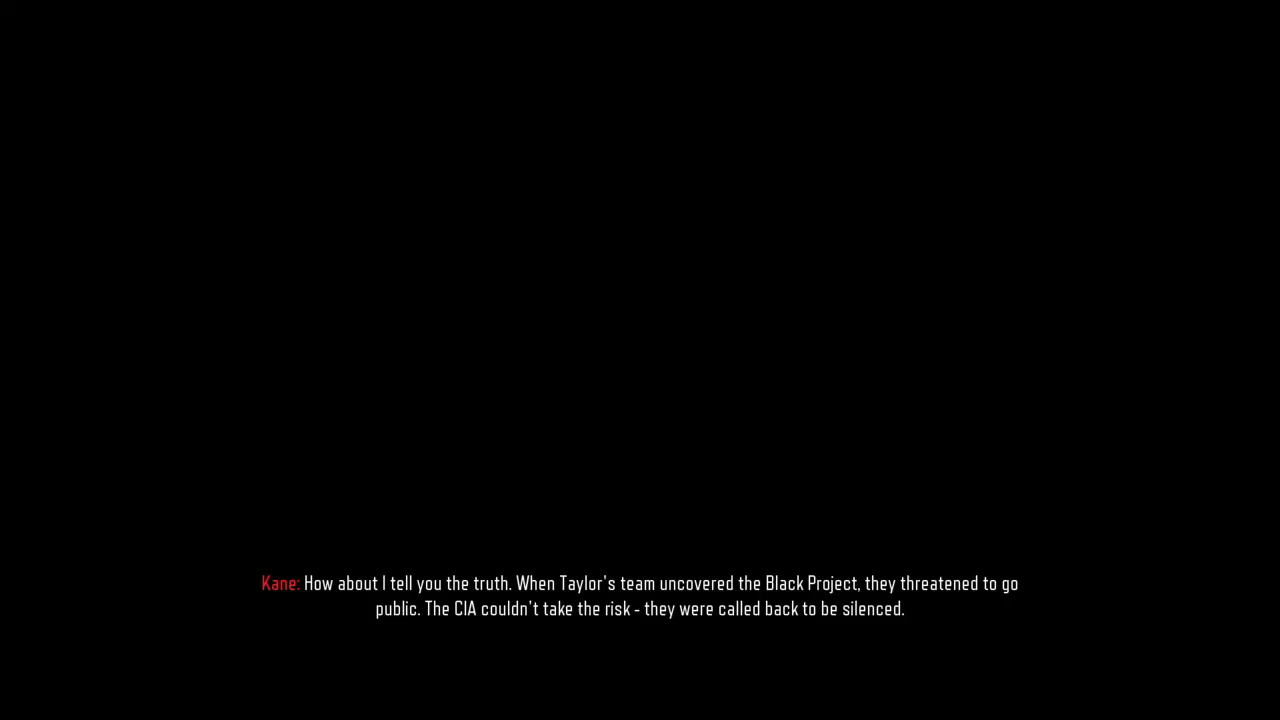 Kane: How about I tell you the truth. When Taylor's team uncovered the Black Project, they threatened to go
public. The CIA couldn't take the risk - they were called back to be silenced.